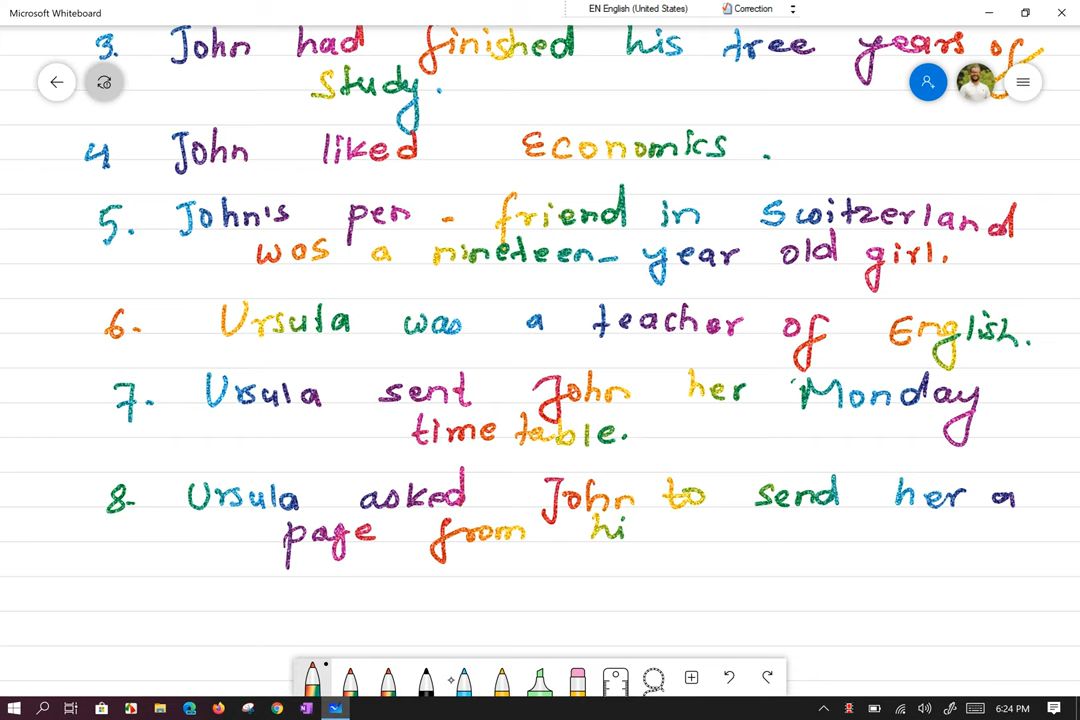 Microsoft Whiteboard
EN English (United States)
Correction
3. John had finished his tree years of
study.
4 John liked Economics.
5. John's pen - friend in Switzerland
was a nineteen- year old girl.
6. Ursula was a teacher of English.
7. Ursula sent John her Monday
time table.
8. Ursula asked John to send her a
page from hi
6:24 PM